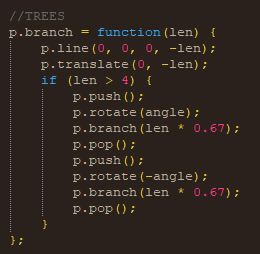 //TREES
p.branch = function(len) {
    p.line(0, 0, 0, -len);
    p.translate(0, -len);
    if (len > 4) {
        p.push();
        p.rotate(angle);
        p.branch(len * 0.67);
        p.pop();
        p.push();
        p.rotate(-angle);
        p.branch(len * 0.67);
        p.pop();
    }
};